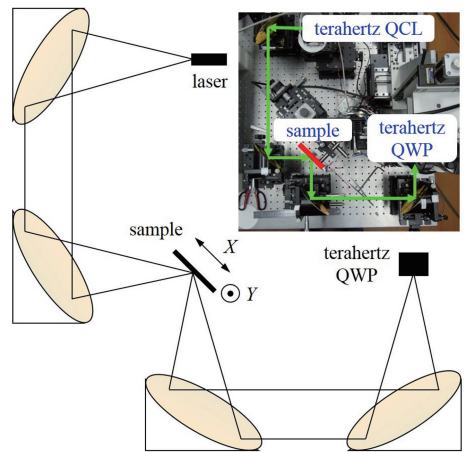 laser
terahertz QCL
sample
terahertz
QWP
sample
X
Y
terahertz
QWP